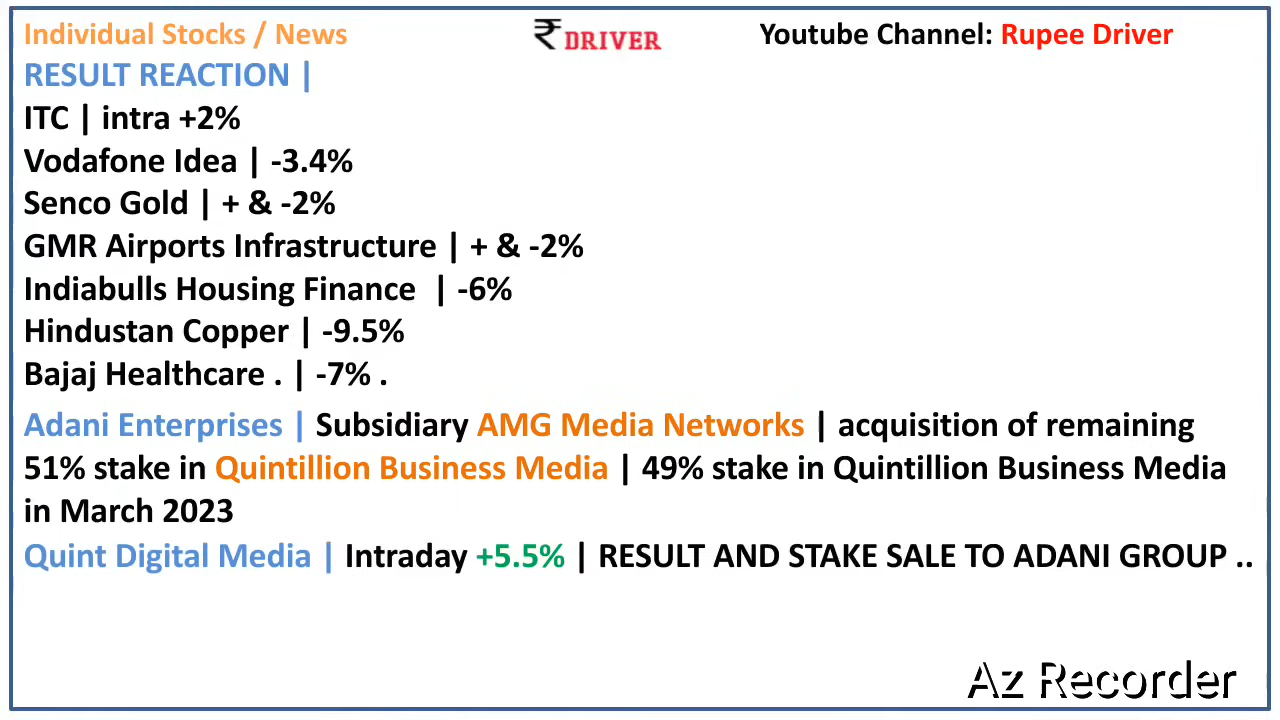 Individual Stocks / News
₹ DRIVER
Youtube Channel: Rupee Driver
RESULT REACTION |
ITC | intra +2%
Vodafone Idea | -3.4%
Senco Gold | + & -2%
GMR Airports Infrastructure | + & -2%
Indiabulls Housing Finance  | -6%
Hindustan Copper | -9.5%
Bajaj Healthcare . | -7% .
Adani Enterprises | Subsidiary AMG Media Networks | acquisition of remaining
51% stake in Quintillion Business Media | 49% stake in Quintillion Business Media
in March 2023
Quint Digital Media | Intraday +5.5% | RESULT AND STAKE SALE TO ADANI GROUP ..
Az Recorder